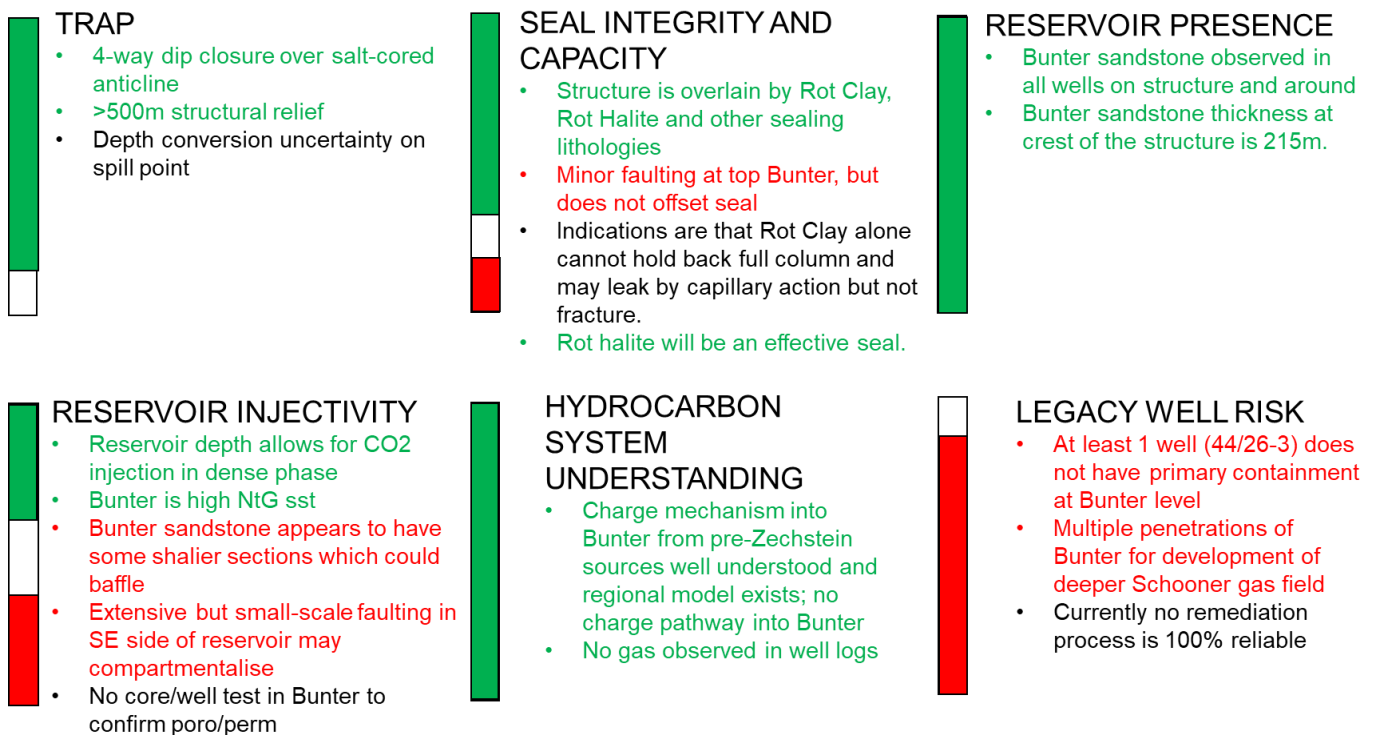 TRAP
• 4-way dip closure over salt-cored
anticline
• >500m structural relief
• Depth conversion uncertainty on
spill point
SEAL INTEGRITY AND
CAPACITY
• Structure is overlain by Rot Clay,
Rot Halite and other sealing
lithologies
• Minor faulting at top Bunter, but
does not offset seal
• Indications are that Rot Clay alone
cannot hold back full column and
may leak by capillary action but not
fracture.
• Rot halite will be an effective seal.
RESERVOIR PRESENCE
• Bunter sandstone observed in
all wells on structure and around
• Bunter sandstone thickness at
crest of the structure is 215m.
RESERVOIR INJECTIVITY
• Reservoir depth allows for CO2
injection in dense phase
• Bunter is high NtG sst
• Bunter sandstone appears to have
some shalier sections which could
baffle
• Extensive but small-scale faulting in
SE side of reservoir may
compartmentalise
• No core/well test in Bunter to
confirm poro/perm
HYDROCARBON
SYSTEM
UNDERSTANDING
• Charge mechanism into
Bunter from pre-Zechstein
sources well understood and
regional model exists; no
charge pathway into Bunter
• No gas observed in well logs
LEGACY WELL RISK
• At least 1 well (44/26-3) does
not have primary containment
at Bunter level
• Multiple penetrations of
Bunter for development of
deeper Schooner gas field
• Currently no remediation
process is 100% reliable